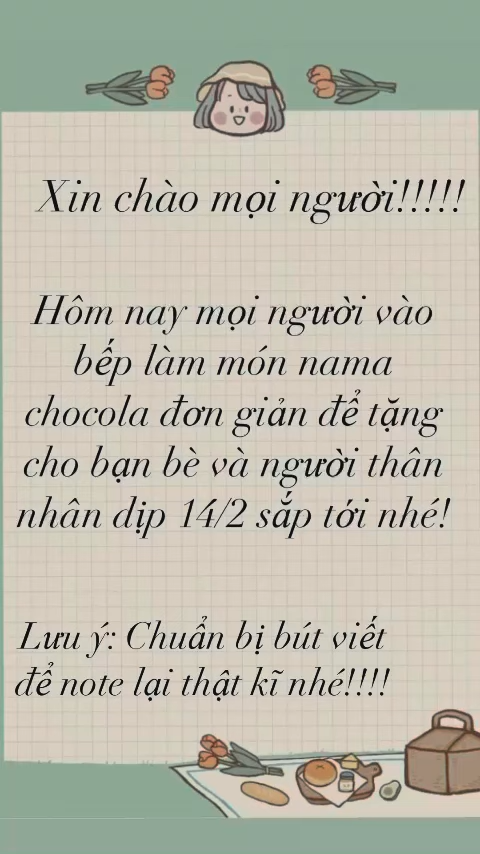 Xin chào mọi người!!!!!
Hôm nay mọi người vào
bếp làm món nama
chocola đơn giản để tặng
cho bạn bè và người thân
nhân dịp 14/2 sắp tới nhé!
Lưu ý: Chuẩn bị bút viết
để note lại thật kĩ nhé!!!!